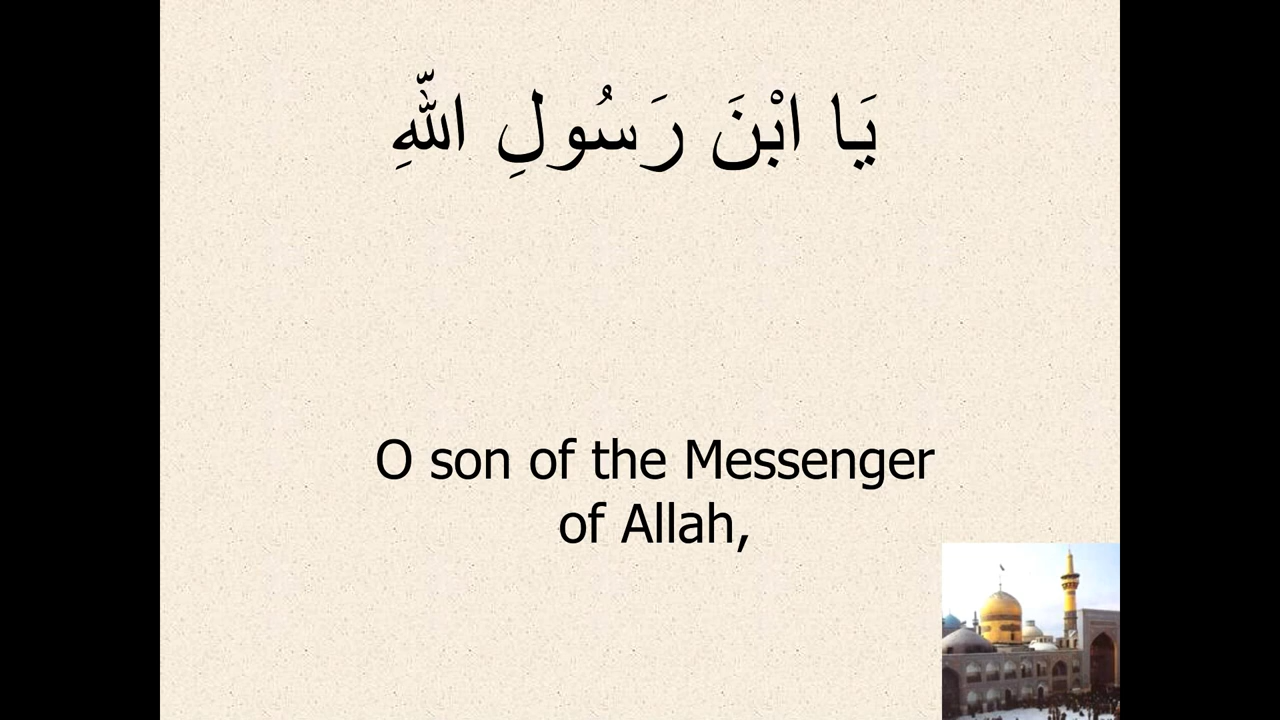 يَا ابْنَ رَسُولِ اللّهِ
O son of the Messenger
of Allah,